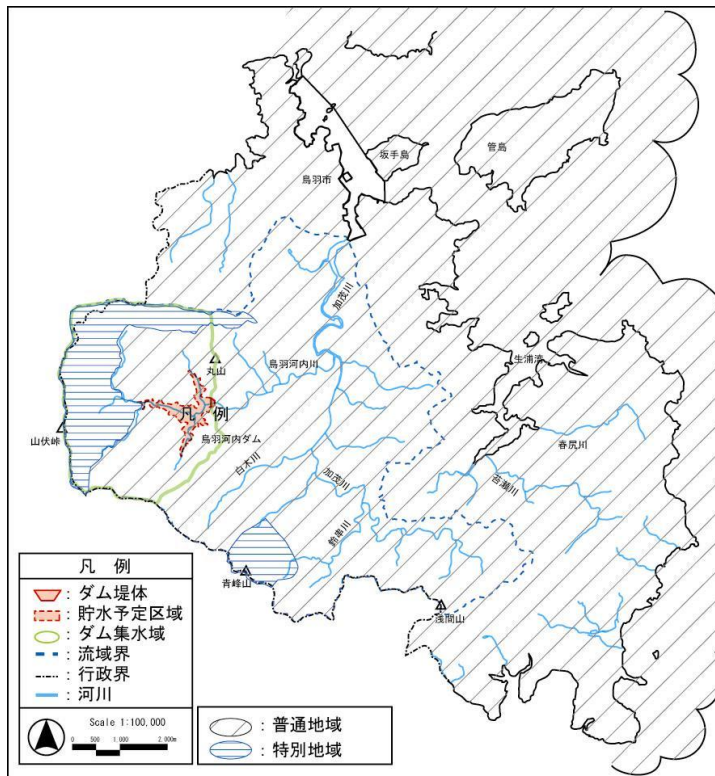 坂手島
菅島
鳥羽市
加茂川
生浦湾
丸山
鳥羽河内川
凡 例
山伏峠
鳥羽河内ダム
春尻川
白木川
加茂川
吾瀬川
鈴串川
青峰山
浅間山
凡 例
: ダム堤体
: 貯水予定区域
: ダム集水域
: 流域界
: 行政界
: 河川
Scale 1:100,000
0 500 1,000 2,000m
: 普通地域
: 特別地域